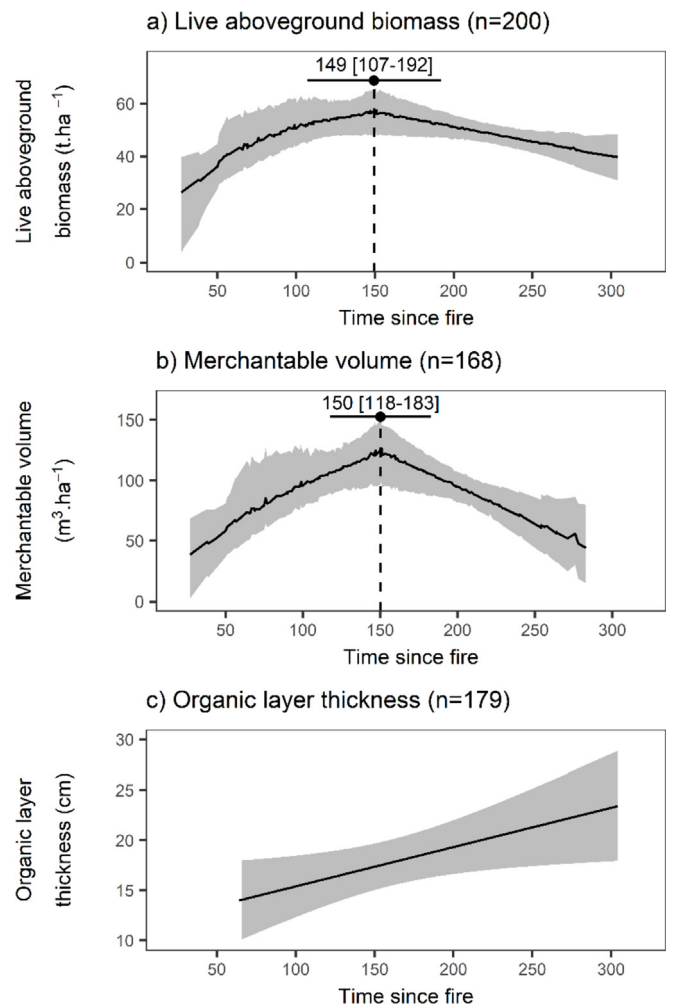 a) Live aboveground biomass (n=200)
149 [107-192]
Live aboveground
biomass (t.ha⁻¹)
60
40
20
0
50 100 150 200 250 300
Time since fire
b) Merchantable volume (n=168)
150 [118-183]
Merchantable volume
(m³.ha⁻¹)
150
100
50
0
50 100 150 200 250 300
Time since fire
c) Organic layer thickness (n=179)
Organic layer
thickness (cm)
30
25
20
15
10
50 100 150 200 250 300
Time since fire